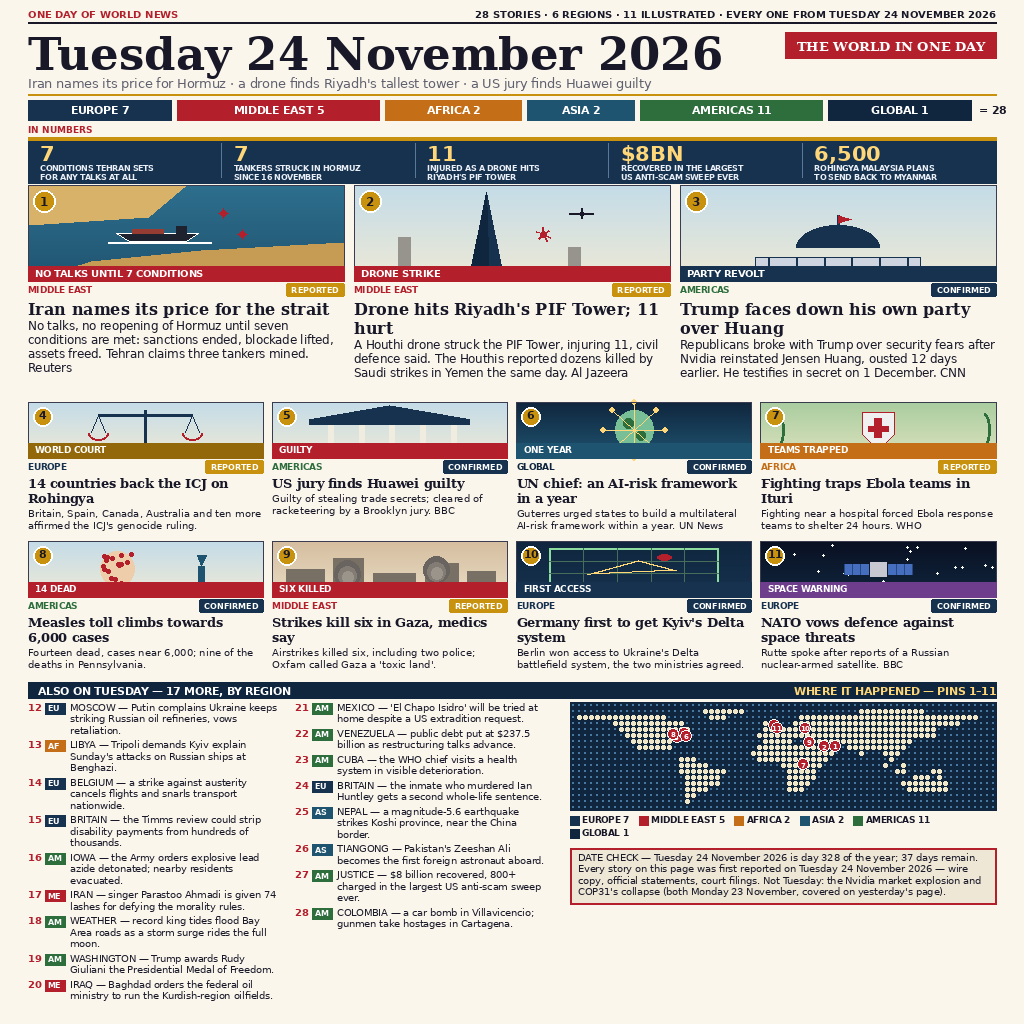 ONE DAY OF WORLD NEWS
28 STORIES · 6 REGIONS · 11 ILLUSTRATED · EVERY ONE FROM TUESDAY 24 NOVEMBER 2026
Tuesday 24 November 2026
THE WORLD IN ONE DAY
Iran names its price for Hormuz · a drone finds Riyadh's tallest tower · a US jury finds Huawei guilty
EUROPE 7
MIDDLE EAST 5
AFRICA 2
ASIA 2
AMERICAS 11
GLOBAL 1
= 28
IN NUMBERS
7
CONDITIONS TEHRAN SETS
FOR ANY TALKS AT ALL
7
TANKERS STRUCK IN HORMUZ
SINCE 16 NOVEMBER
11
INJURED AS A DRONE HITS
RIYADH'S PIF TOWER
$8BN
RECOVERED IN THE LARGEST
US ANTI-SCAM SWEEP EVER
6,500
ROHINGYA MALAYSIA PLANS
TO SEND BACK TO MYANMAR
1
NO TALKS UNTIL 7 CONDITIONS
MIDDLE EAST
REPORTED
Iran names its price for the strait
No talks, no reopening of Hormuz until seven
conditions are met: sanctions ended, blockade lifted,
assets freed. Tehran claims three tankers mined.
Reuters
2
DRONE STRIKE
MIDDLE EAST
REPORTED
Drone hits Riyadh's PIF Tower; 11
hurt
A Houthi drone struck the PIF Tower, injuring 11, civil
defence said. The Houthis reported dozens killed by
Saudi strikes in Yemen the same day. Al Jazeera
3
PARTY REVOLT
AMERICAS
CONFIRMED
Trump faces down his own party
over Huang
Republicans broke with Trump over security fears after
Nvidia reinstated Jensen Huang, ousted 12 days
earlier. He testifies in secret on 1 December. CNN
4
WORLD COURT
EUROPE
REPORTED
14 countries back the ICJ on
Rohingya
Britain, Spain, Canada, Australia and ten more
affirmed the ICJ's genocide ruling.
5
GUILTY
AMERICAS
CONFIRMED
US jury finds Huawei guilty
Guilty of stealing trade secrets; cleared of
racketeering by a Brooklyn jury. BBC
6
ONE YEAR
GLOBAL
CONFIRMED
UN chief: an AI-risk framework
in a year
Guterres urged states to build a multilateral
AI-risk framework within a year. UN News
7
TEAMS TRAPPED
AFRICA
REPORTED
Fighting traps Ebola teams in
Ituri
Fighting near a hospital forced Ebola response
teams to shelter 24 hours. WHO
8
14 DEAD
AMERICAS
CONFIRMED
Measles toll climbs towards
6,000 cases
Fourteen dead, cases near 6,000; nine of the
deaths in Pennsylvania.
9
SIX KILLED
MIDDLE EAST
REPORTED
Strikes kill six in Gaza, medics
say
Airstrikes killed six, including two police;
Oxfam called Gaza a 'toxic land'.
10
FIRST ACCESS
EUROPE
CONFIRMED
Germany first to get Kyiv's Delta
system
Berlin won access to Ukraine's Delta
battlefield system, the two ministries agreed.
11
SPACE WARNING
EUROPE
CONFIRMED
NATO vows defence against
space threats
Rutte spoke after reports of a Russian
nuclear-armed satellite. BBC
ALSO ON TUESDAY — 17 MORE, BY REGION
WHERE IT HAPPENED — PINS 1–11
12 EU MOSCOW — Putin complains Ukraine keeps
striking Russian oil refineries, vows
retaliation.
13 AF LIBYA — Tripoli demands Kyiv explain
Sunday's attacks on Russian ships at
Benghazi.
14 EU BELGIUM — a strike against austerity
cancels flights and snarls transport
nationwide.
15 EU BRITAIN — the Timms review could strip
disability payments from hundreds of
thousands.
16 AM IOWA — the Army orders explosive lead
azide detonated; nearby residents
evacuated.
17 ME IRAN — singer Parastoo Ahmadi is given 74
lashes for defying the morality rules.
18 AM WEATHER — record king tides flood Bay
Area roads as a storm surge rides the full
moon.
19 AM WASHINGTON — Trump awards Rudy
Giuliani the Presidential Medal of Freedom.
20 ME IRAQ — Baghdad orders the federal oil
ministry to run the Kurdish-region oilfields.
21 AM MEXICO — 'El Chapo Isidro' will be tried at
home despite a US extradition request.
22 AM VENEZUELA — public debt put at $237.5
billion as restructuring talks advance.
23 AM CUBA — the WHO chief visits a health
system in visible deterioration.
24 EU BRITAIN — the inmate who murdered Ian
Huntley gets a second whole-life sentence.
25 AS NEPAL — a magnitude-5.6 earthquake
strikes Koshi province, near the China
border.
26 AS TIANGONG — Pakistan's Zeeshan Ali
becomes the first foreign astronaut aboard.
27 AM JUSTICE — $8 billion recovered, 800+
charged in the largest US anti-scam sweep
ever.
28 AM COLOMBIA — a car bomb in Villavicencio;
gunmen take hostages in Cartagena.
EUROPE 7 MIDDLE EAST 5 AFRICA 2 ASIA 2 AMERICAS 11
GLOBAL 1
DATE CHECK — Tuesday 24 November 2026 is day 328 of the year; 37 days remain.
Every story on this page was first reported on Tuesday 24 November 2026 — wire
copy, official statements, court filings. Not Tuesday: the Nvidia market explosion and
COP31's collapse (both Monday 23 November, covered on yesterday's page).